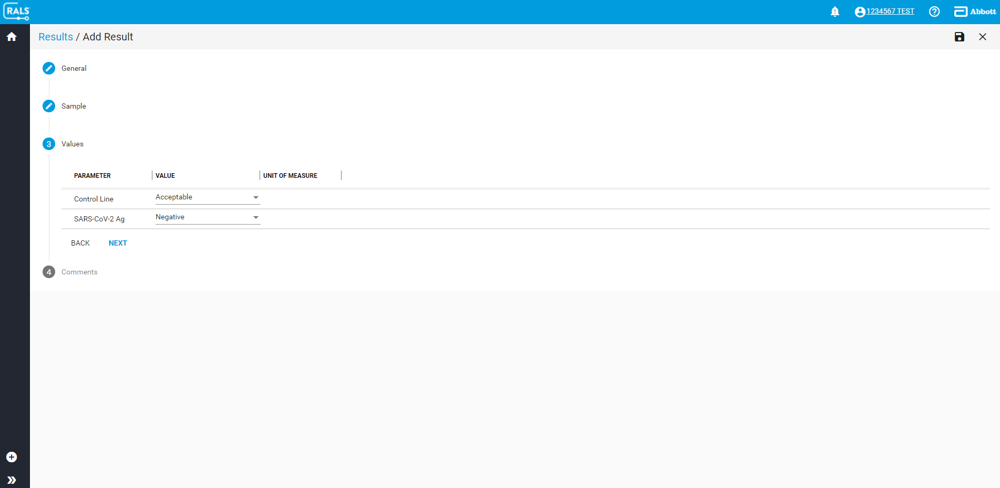 RALS
1234567 TEST
Abbott
Results / Add Result
General
Sample
3 Values
PARAMETER VALUE UNIT OF MEASURE
Control Line Acceptable
SARS-CoV-2 Ag Negative
BACK NEXT
4 Comments